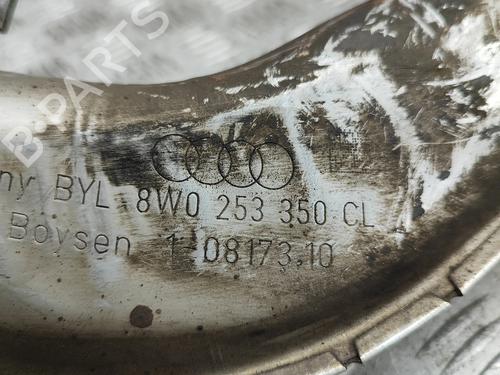 B PARTS
ny BYL 8W0 253 350 CL
Boysen 1-08173.10